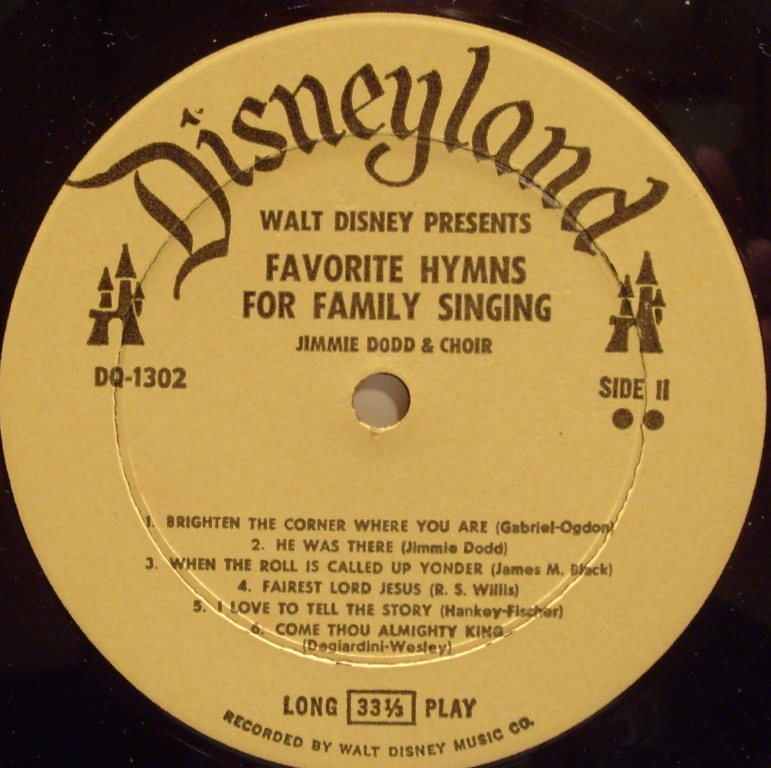 Disneyland
WALT DISNEY PRESENTS
FAVORITE HYMNS
FOR FAMILY SINGING
JIMMIE DODD & CHOIR
DQ-1302
SIDE II
1. BRIGHTEN THE CORNER WHERE YOU ARE (Gabriel-Ogdon)
2. HE WAS THERE (Jimmie Dodd)
3. WHEN THE ROLL IS CALLED UP YONDER (James M. Black)
4. FAIREST LORD JESUS (R. S. Willis)
5. I LOVE TO TELL THE STORY (Hankey-Fischer)
6. COME THOU ALMIGHTY KING
(Degiardini-Wesley)
LONG 33⅓ PLAY
RECORDED BY WALT DISNEY MUSIC CO.